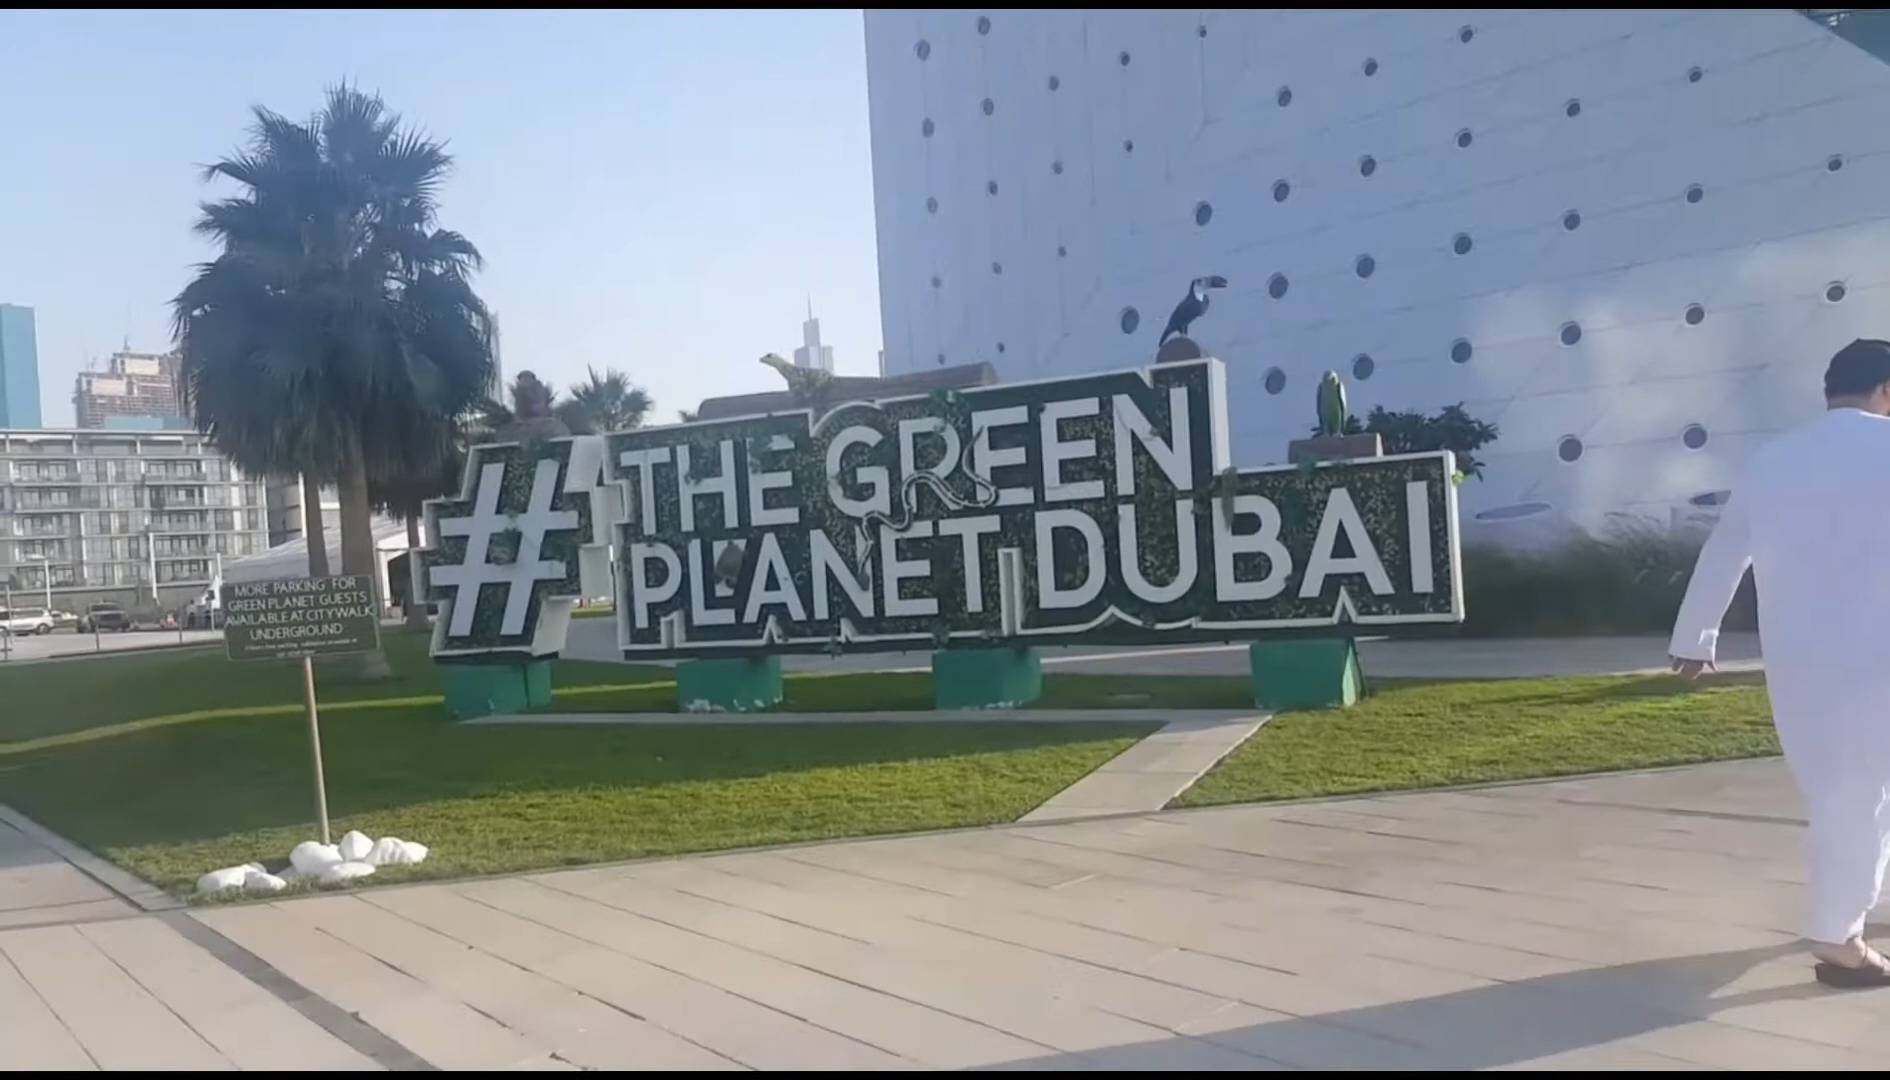 #THE GREEN
PLANET DUBAI
MORE PARKING FOR
GREEN PLANET GUESTS
AVAILABLE AT CITYWALK
UNDERGROUND